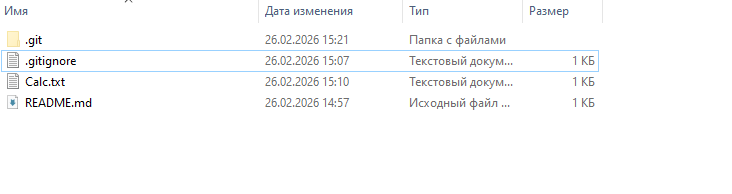 Имя Дата изменения Тип Размер
.git 26.02.2026 15:21 Папка с файлами
.gitignore 26.02.2026 15:07 Текстовый докум... 1 КБ
Calc.txt 26.02.2026 15:10 Текстовый докум... 1 КБ
README.md 26.02.2026 14:57 Исходный файл ... 1 КБ